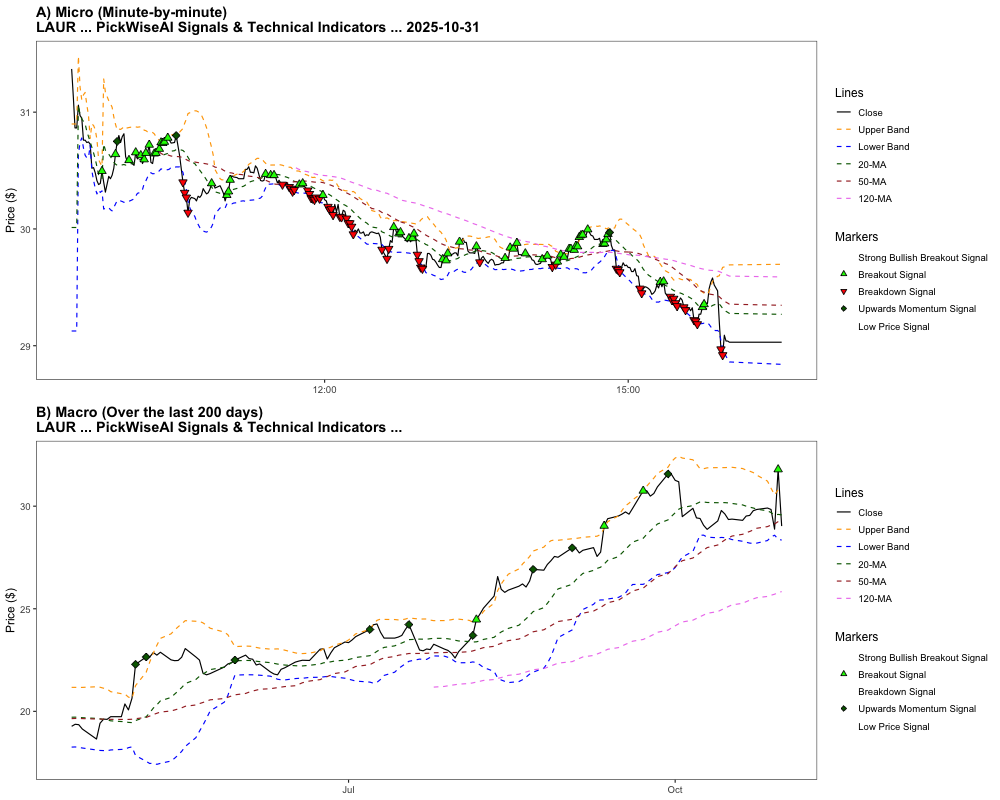 A) Micro (Minute-by-minute)
LAUR ... PickWiseAI Signals & Technical Indicators ... 2025-10-31
Price ($)
31
30
29
12:00
15:00
Lines
Close
Upper Band
Lower Band
20-MA
50-MA
120-MA
Markers
Strong Bullish Breakout Signal
Breakout Signal
Breakdown Signal
Upwards Momentum Signal
Low Price Signal
B) Macro (Over the last 200 days)
LAUR ... PickWiseAI Signals & Technical Indicators ...
Price ($)
30
25
20
Jul
Oct
Lines
Close
Upper Band
Lower Band
20-MA
50-MA
120-MA
Markers
Strong Bullish Breakout Signal
Breakout Signal
Breakdown Signal
Upwards Momentum Signal
Low Price Signal